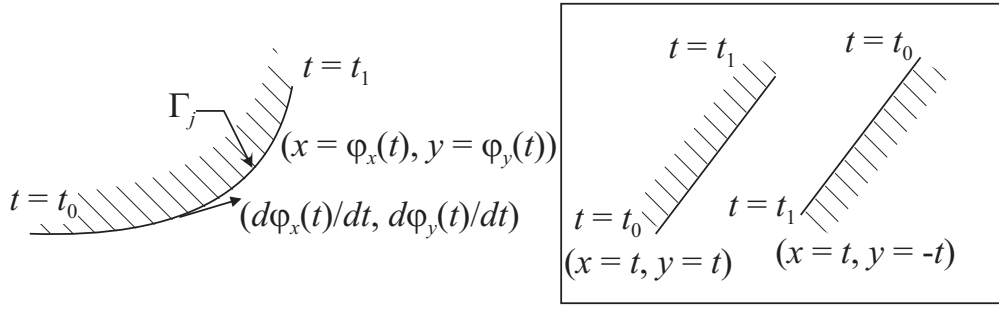 t = t₁
Γⱼ
(x = φₓ(t), y = φᵧ(t))
t = t₀
(dφₓ(t)/dt, dφᵧ(t)/dt)
t = t₁
t = t₀
(x = t, y = t)
t = t₀
t = t₁
(x = t, y = -t)